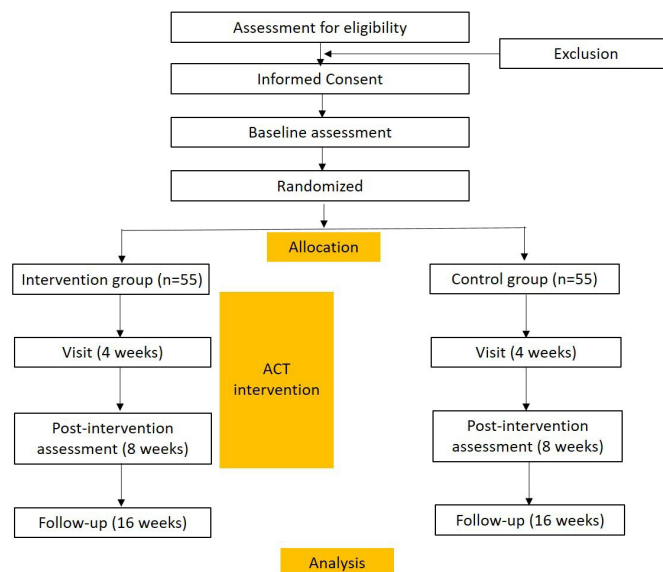 Assessment for eligibility
Exclusion
Informed Consent
Baseline assessment
Randomized
Allocation
Intervention group (n=55)
Control group (n=55)
Visit (4 weeks)
Visit (4 weeks)
ACT
intervention
Post-intervention
assessment (8 weeks)
Post-intervention
assessment (8 weeks)
Follow-up (16 weeks)
Follow-up (16 weeks)
Analysis